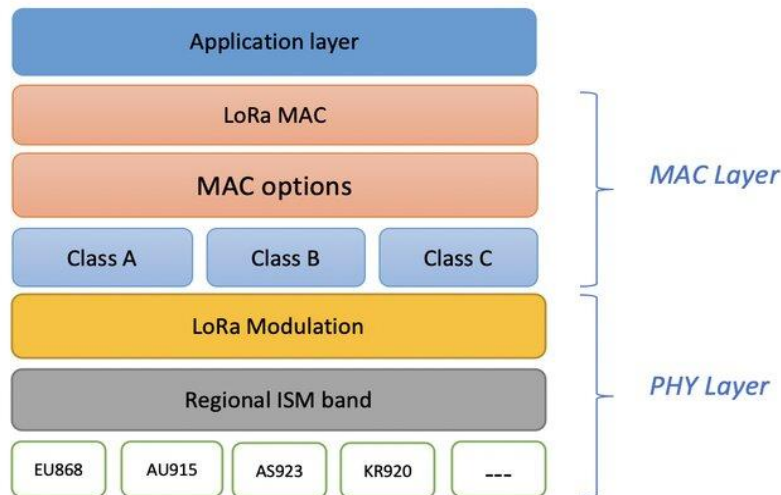 Application layer
LoRa MAC
MAC options
MAC Layer
Class A
Class B
Class C
LoRa Modulation
Regional ISM band
PHY Layer
EU868
AU915
AS923
KR920
---